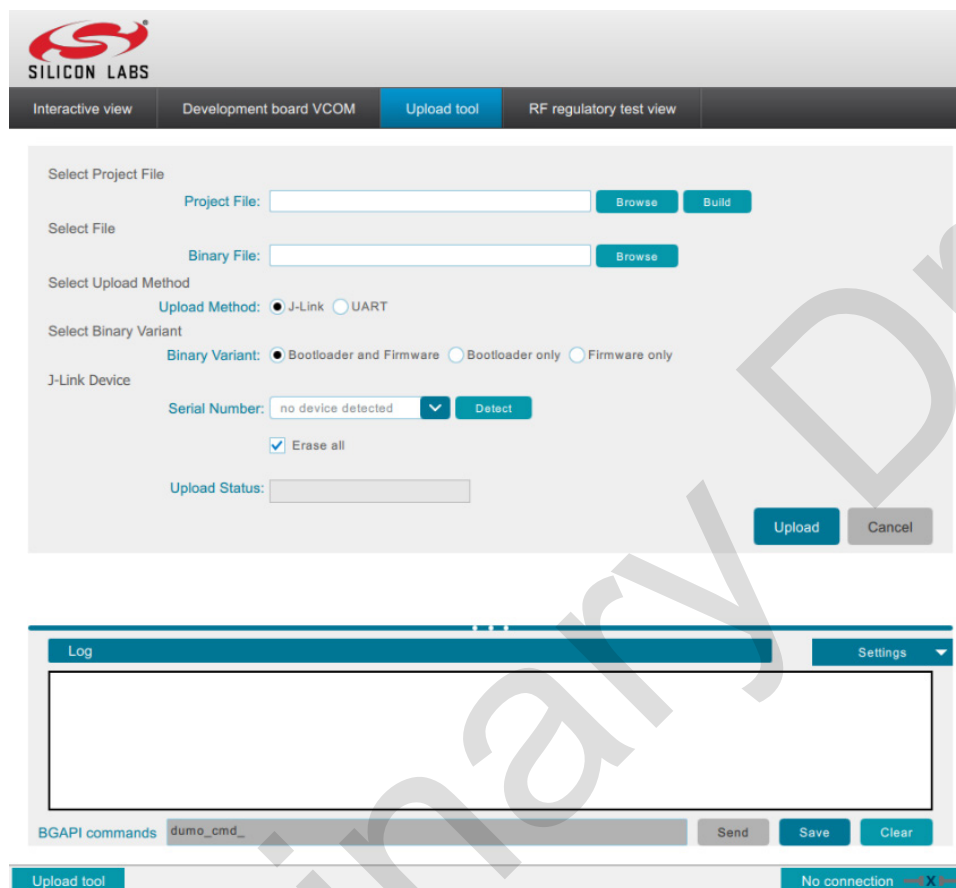 SILICON LABS
Interactive view Development board VCOM Upload tool RF regulatory test view
Select Project File
Project File: Browse Build
Select File
Binary File: Browse
Select Upload Method
Upload Method: J-Link UART
Select Binary Variant
Binary Variant: Bootloader and Firmware Bootloader only Firmware only
J-Link Device
Serial Number: no device detected Detect
Erase all
Upload Status:
Upload Cancel
Log Settings
BGAPI commands dumo_cmd_ Send Save Clear
Upload tool No connection X